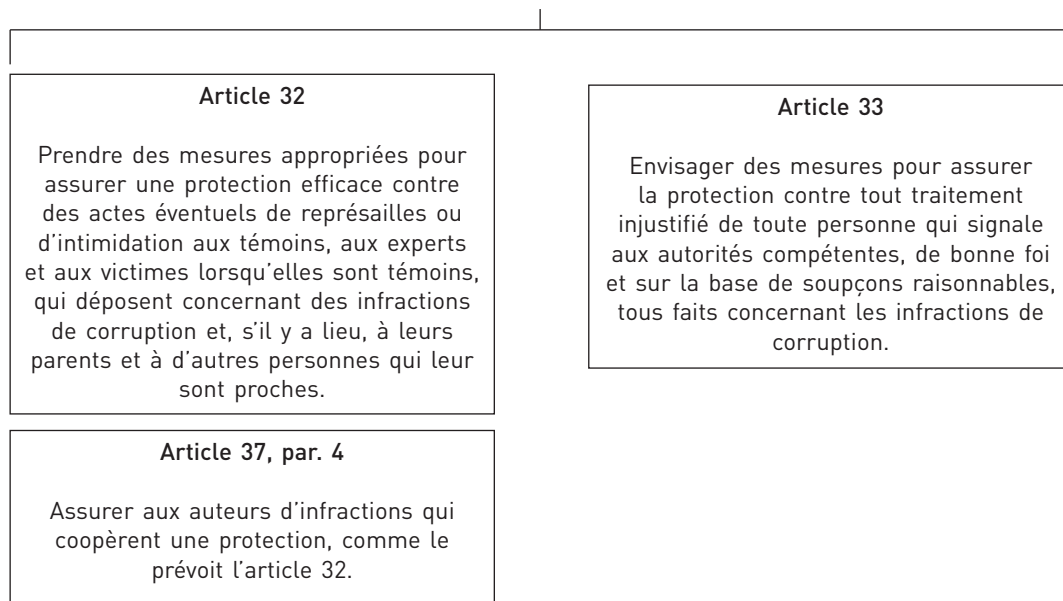 Article 32
Prendre des mesures appropriées pour
assurer une protection efficace contre
des actes éventuels de représailles ou
d'intimidation aux témoins, aux experts
et aux victimes lorsqu'elles sont témoins,
qui déposent concernant des infractions
de corruption et, s'il y a lieu, à leurs
parents et à d'autres personnes qui leur
sont proches.
Article 33
Envisager des mesures pour assurer
la protection contre tout traitement
injustifié de toute personne qui signale
aux autorités compétentes, de bonne foi
et sur la base de soupçons raisonnables,
tous faits concernant les infractions de
corruption.
Article 37, par. 4
Assurer aux auteurs d'infractions qui
coopèrent une protection, comme le
prévoit l'article 32.